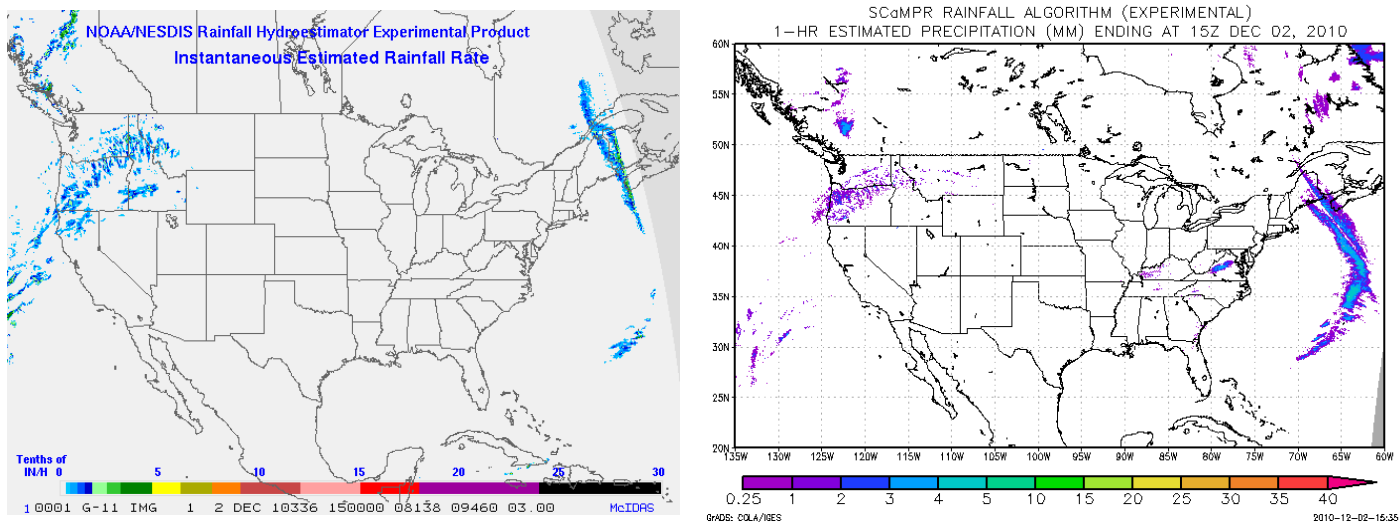 NOAA/NESDIS Rainfall Hydroestimator Experimental Product
Instantaneous Estimated Rainfall Rate
Tenths of
IN/H 0 5 10 15 20 25 30
1 0001 G-11 IMG 1 2 DEC 10336 150000 08138 09460 03.00 McIDAS
SCaMPR RAINFALL ALGORITHM (EXPERIMENTAL)
1-HR ESTIMATED PRECIPITATION (MM) ENDING AT 15Z DEC 02, 2010
60N
55N
50N
45N
40N
35N
30N
25N
20N
135W 130W 125W 120W 115W 110W 105W 100W 95W 90W 85W 80W 75W 70W 65W 60W
0.25 1 2 3 4 5 10 15 20 25 30 35 40
GrADS: COLA/IGES 2010-12-02-15:35